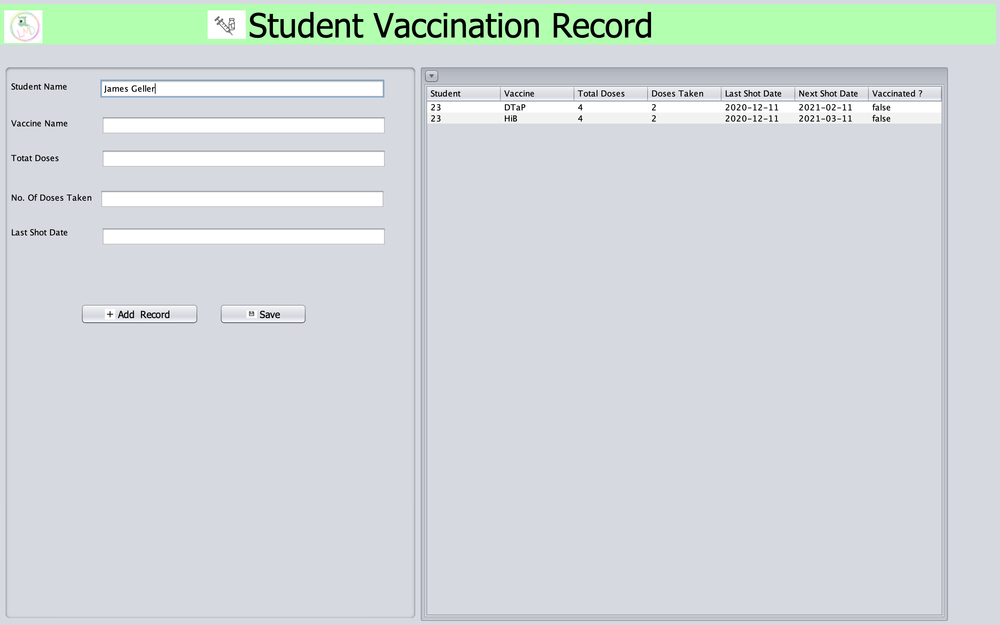 LMD
Student Vaccination Record
Student Name
James Geller
Vaccine Name
Totat Doses
No. Of Doses Taken
Last Shot Date
+ Add Record
Save
Student Vaccine Total Doses Doses Taken Last Shot Date Next Shot Date Vaccinated ?
23 DTaP 4 2 2020-12-11 2021-02-11 false
23 HiB 4 2 2020-12-11 2021-03-11 false